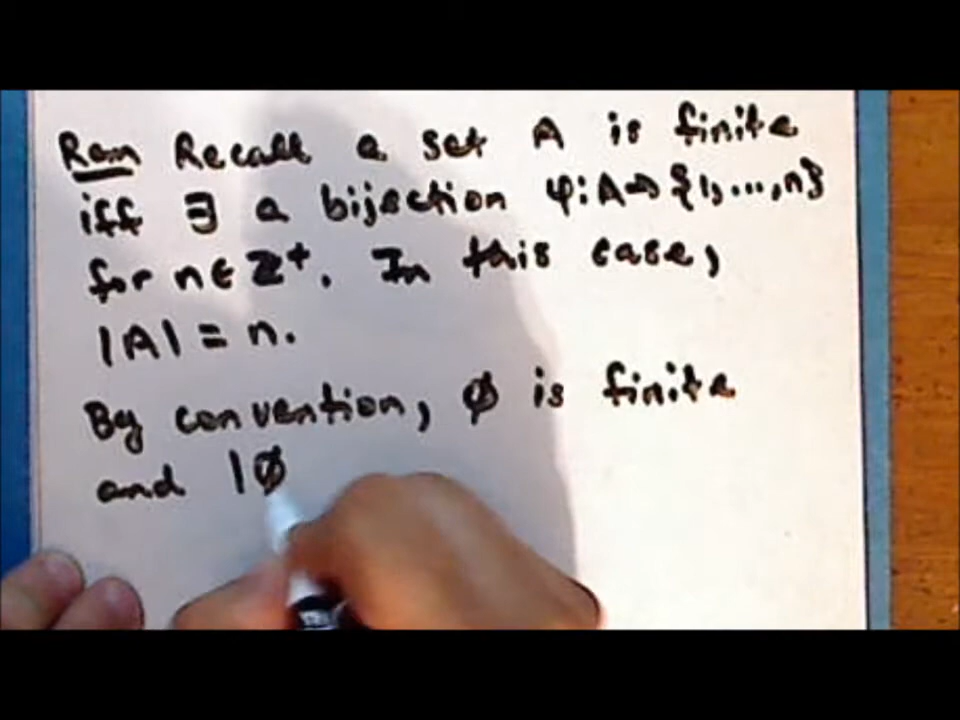 Rem Recall a set A is finite
iff ∃ a bijection φ: A → {1, ..., n}
for n ∈ ℤ⁺. In this case,
|A| = n.
By convention, ∅ is finite
and |∅